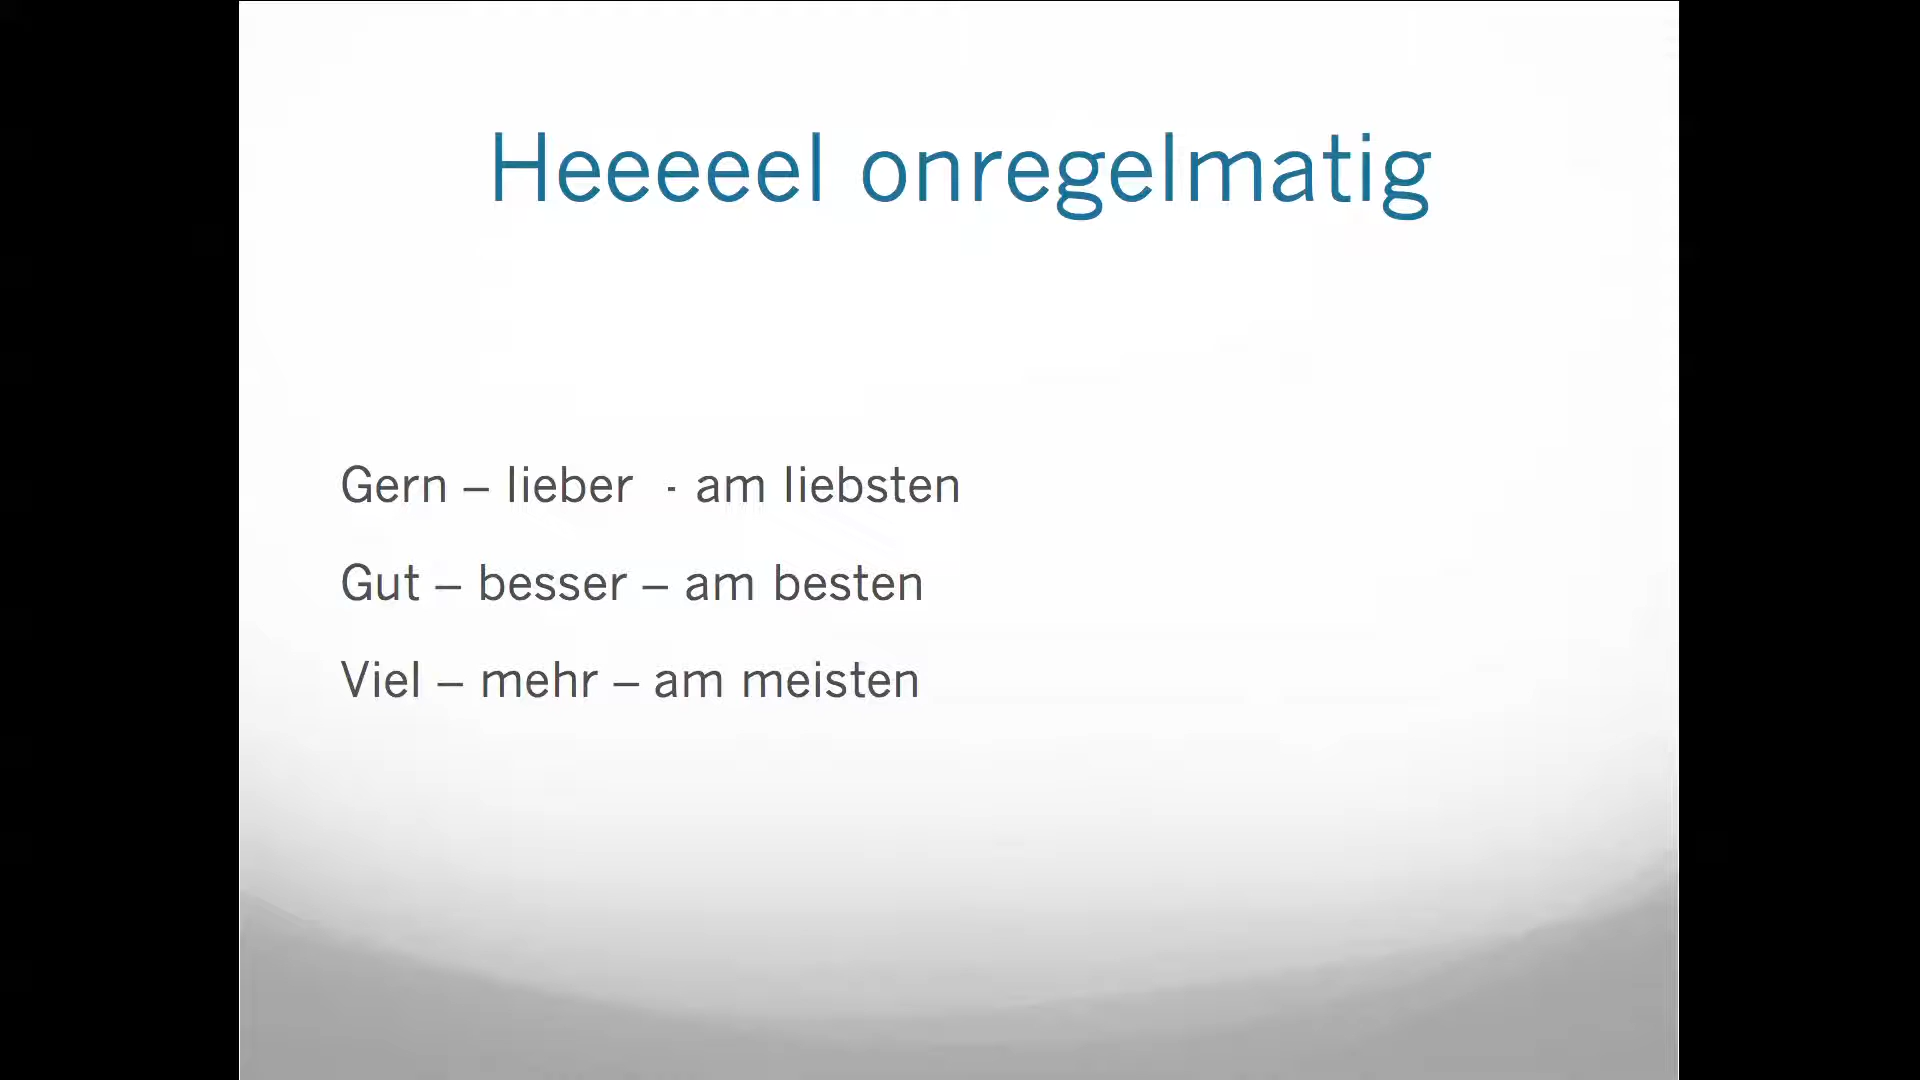 Heeeeel onregelmatig
Gern – lieber - am liebsten
Gut – besser – am besten
Viel – mehr – am meisten